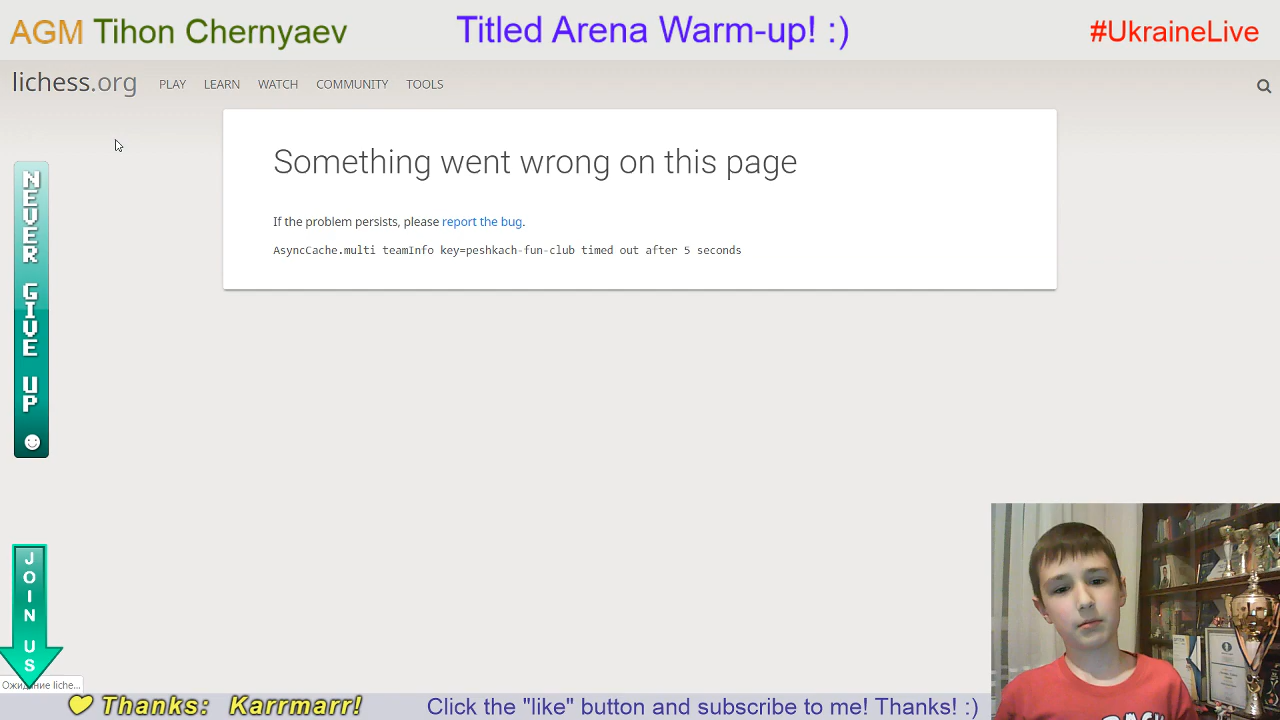 AGM Tihon Chernyaev
Titled Arena Warm-up! :)
#UkraineLive
lichess.org
PLAY LEARN WATCH COMMUNITY TOOLS
Something went wrong on this page
If the problem persists, please report the bug.
AsyncCache.multi teamInfo key=peshkach-fun-club timed out after 5 seconds
NEVER GIVE UP
JOIN US
Ожидание liche...
Thanks: Karrmarr!
Click the "like" button and subscribe to me! Thanks! :)